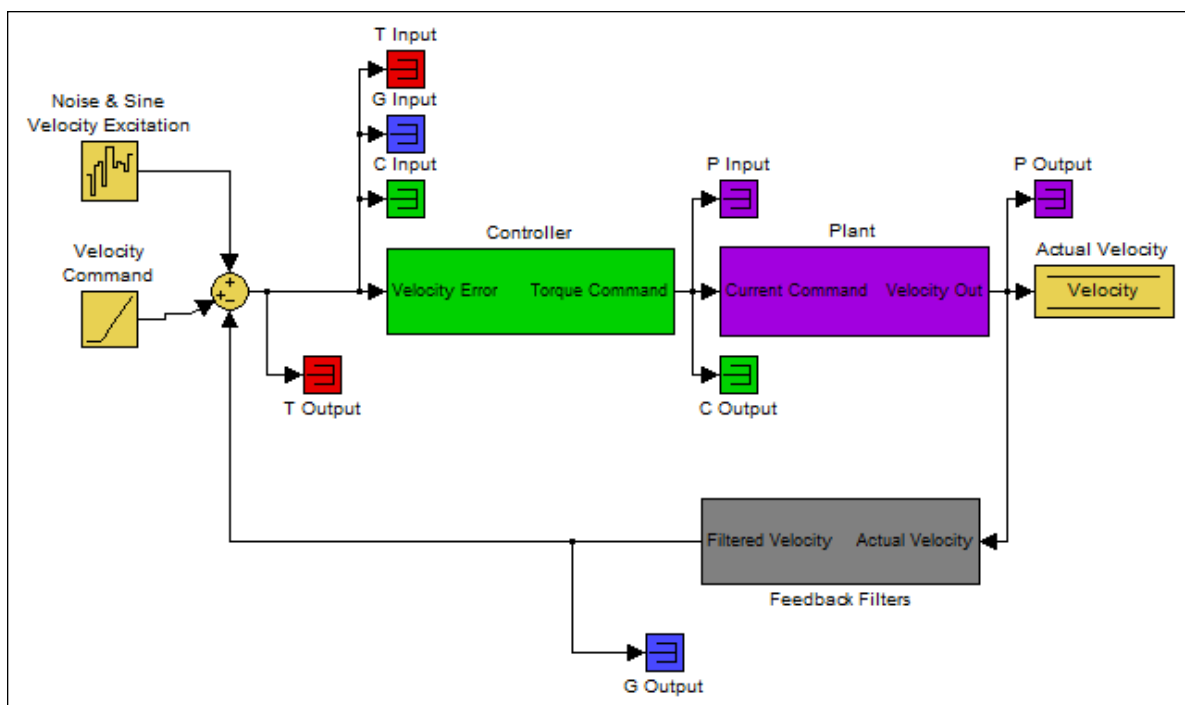 T Input
Noise & Sine
Velocity Excitation
G Input
C Input
P Input
P Output
Velocity
Command
Controller
Plant
Actual Velocity
Velocity Error
Torque Command
Current Command
Velocity Out
Velocity
T Output
C Output
Filtered Velocity
Actual Velocity
Feedback Filters
G Output